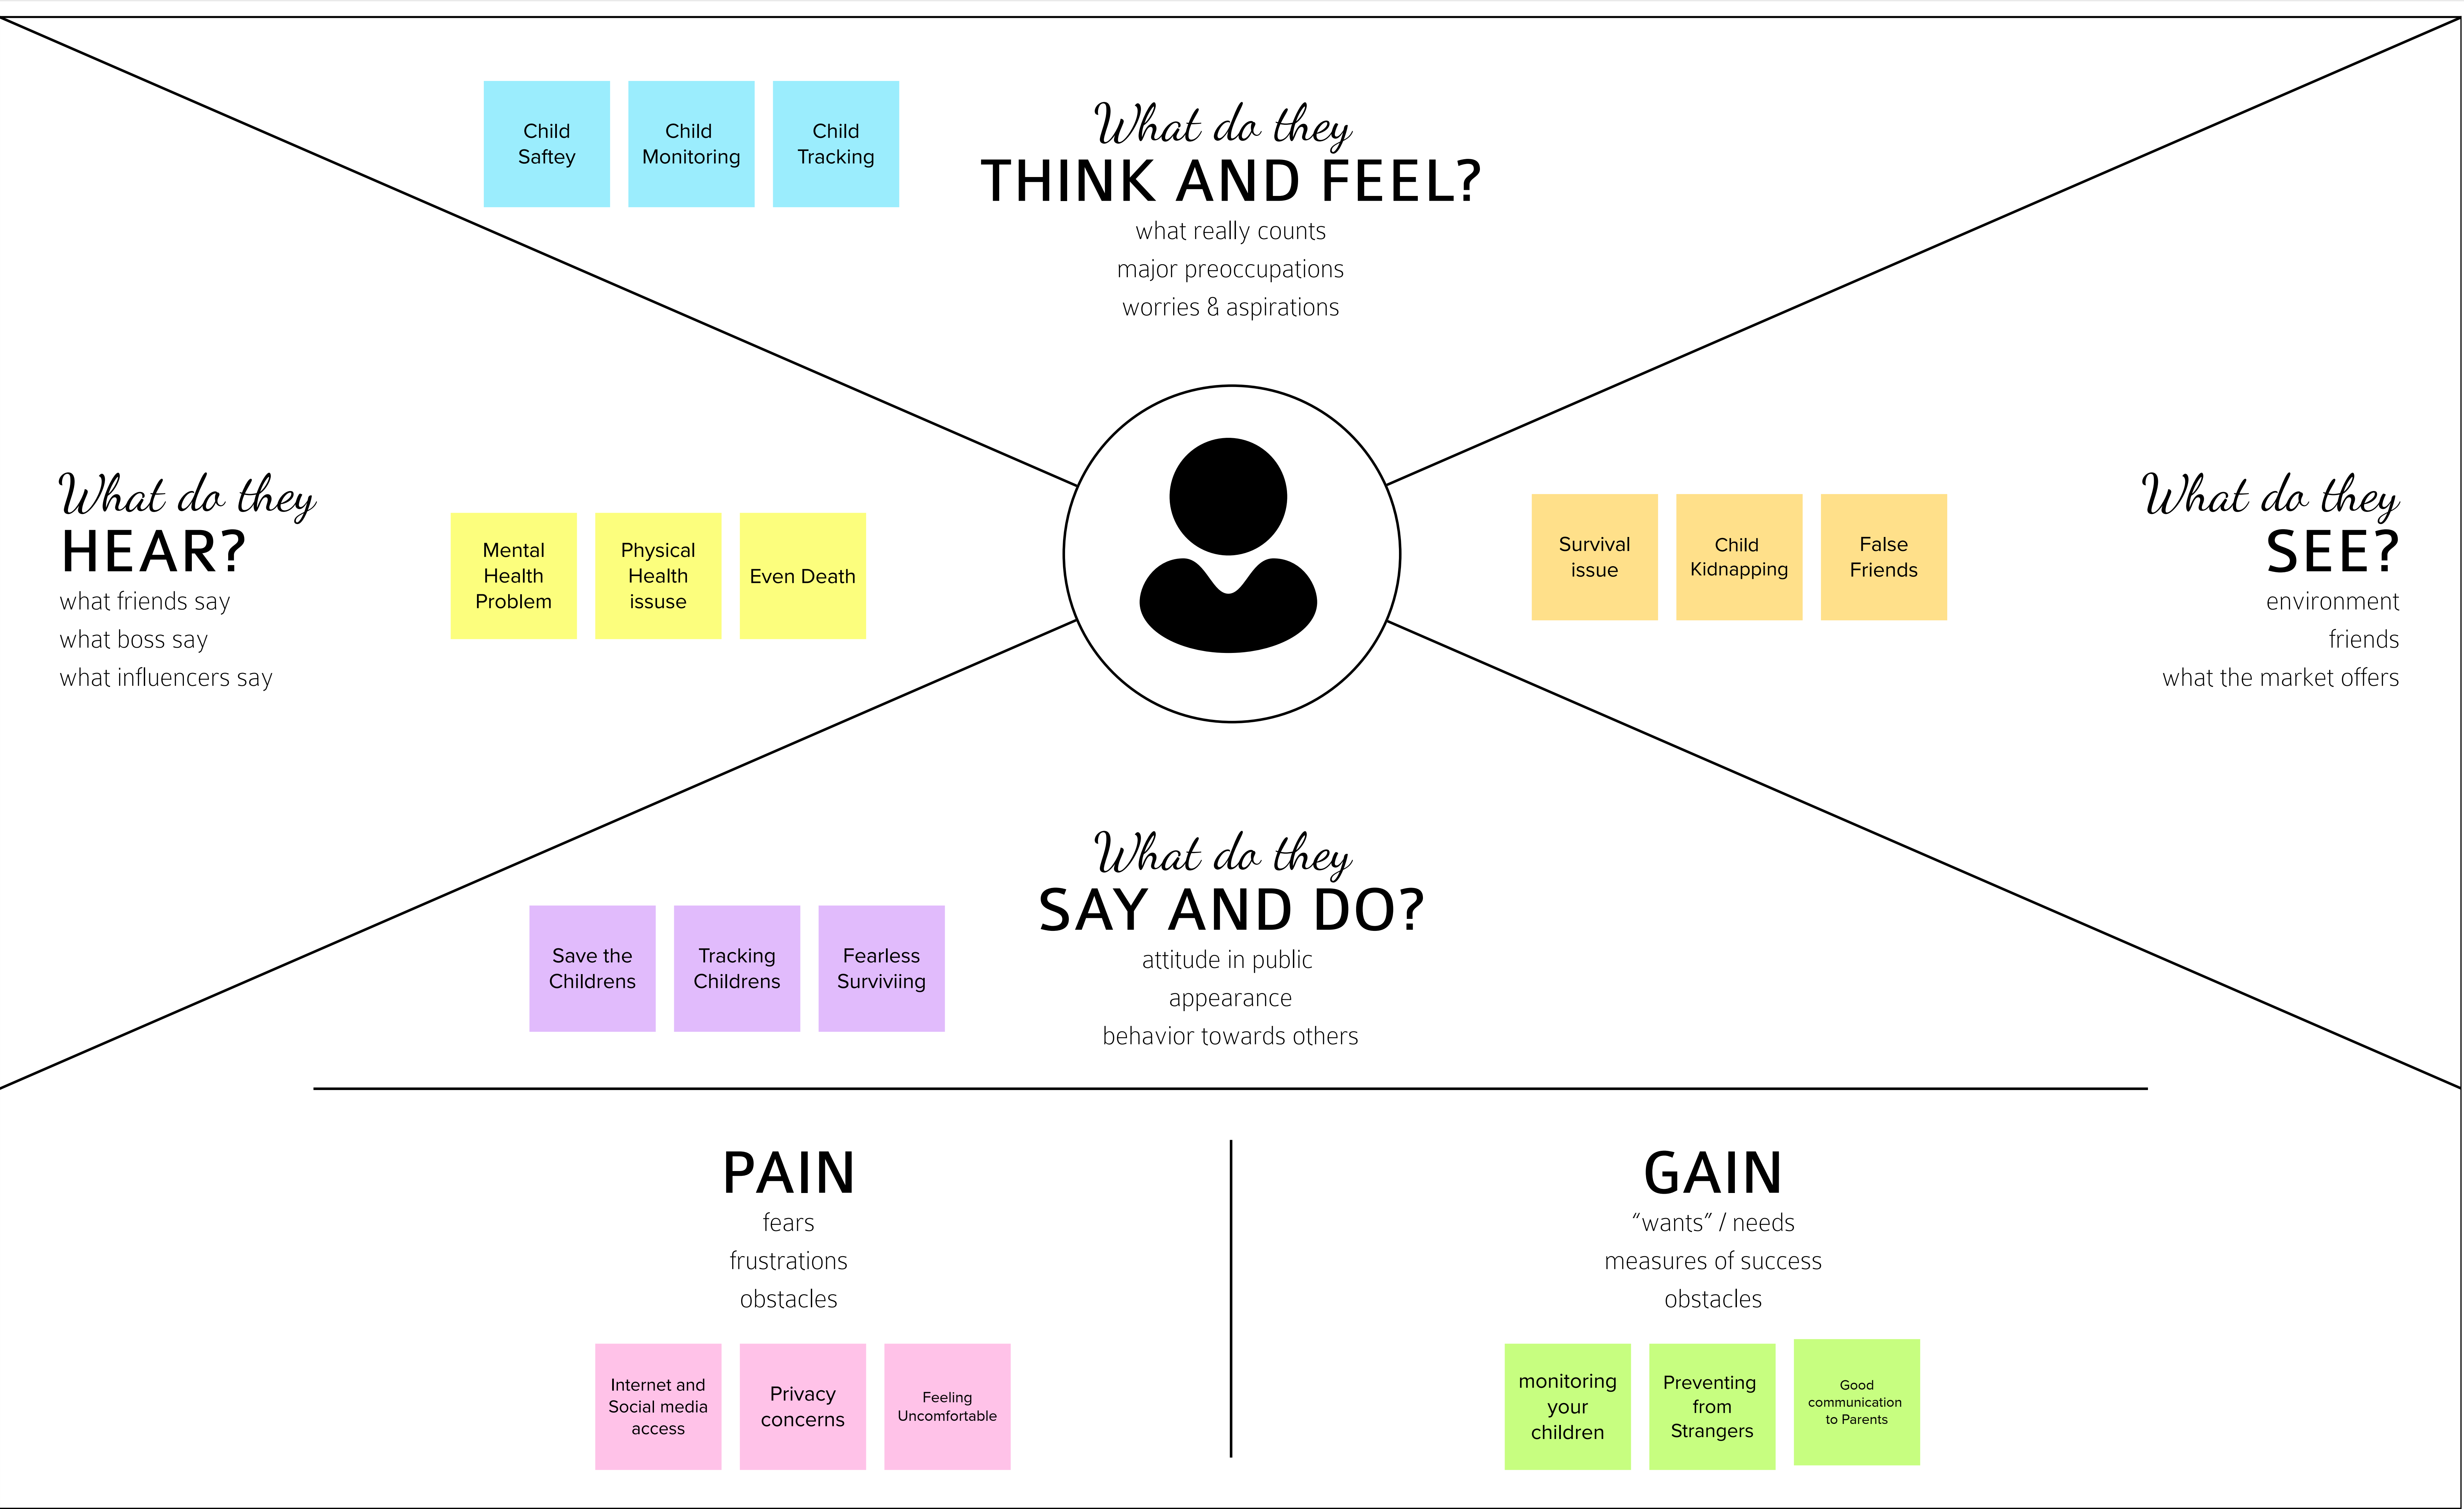 Child
Saftey
Child
Monitoring
Child
Tracking
What do they
THINK AND FEEL?
what really counts
major preoccupations
worries & aspirations
What do they
HEAR?
what friends say
what boss say
what influencers say
Mental
Health
Problem
Physical
Health
issuse
Even Death
Survival
issue
Child
Kidnapping
False
Friends
What do they
SEE?
environment
friends
what the market offers
What do they
SAY AND DO?
attitude in public
appearance
behavior towards others
Save the
Childrens
Tracking
Childrens
Fearless
Surviviing
PAIN
fears
frustrations
obstacles
Internet and
Social media
access
Privacy
concerns
Feeling
Uncomfortable
GAIN
“wants” / needs
measures of success
obstacles
monitoring
your
children
Preventing
from
Strangers
Good
communication
to Parents